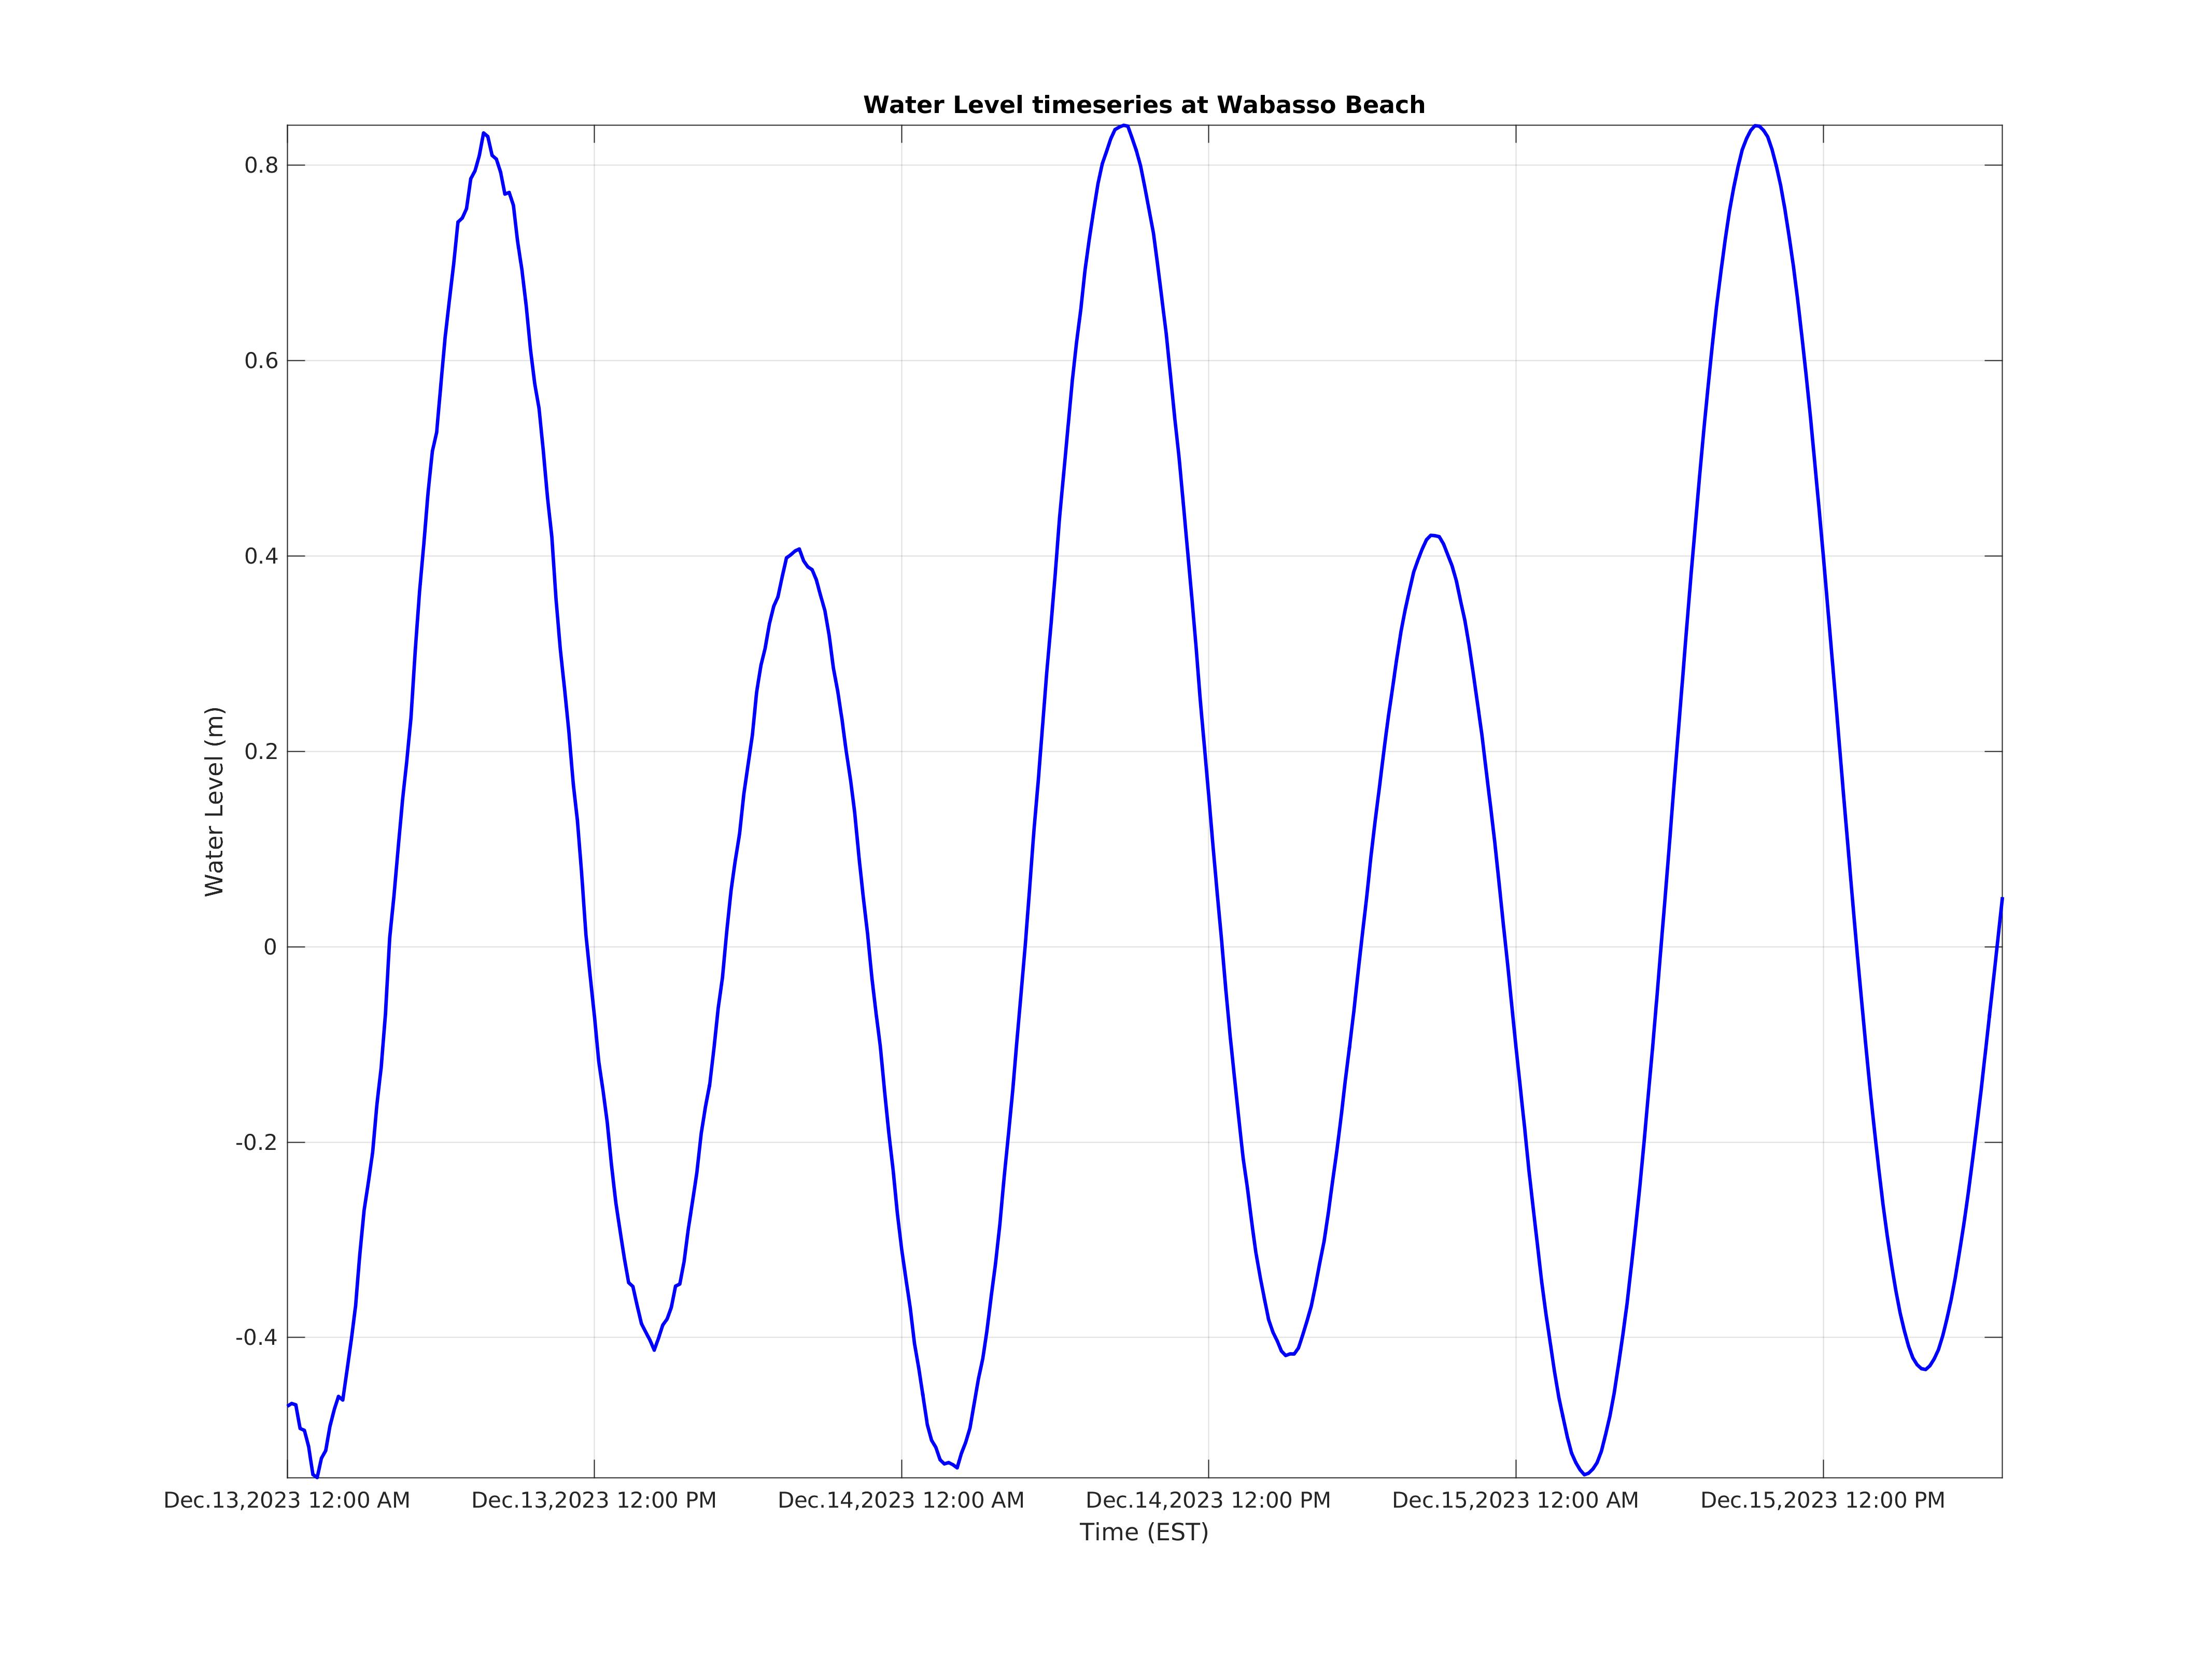 Water Level timeseries at Wabasso Beach
0.8
0.6
0.4
0.2
0
-0.2
-0.4
Water Level (m)
Dec.13,2023 12:00 AM Dec.13,2023 12:00 PM Dec.14,2023 12:00 AM Dec.14,2023 12:00 PM Dec.15,2023 12:00 AM Dec.15,2023 12:00 PM
Time (EST)